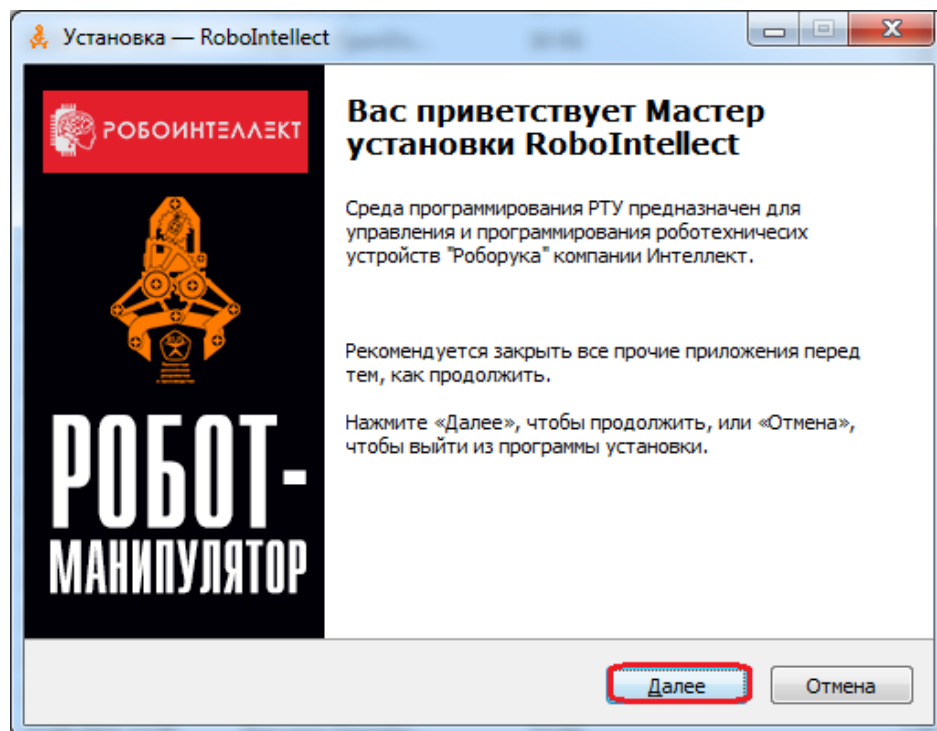 Установка — RoboIntellect
РОБОИНТЕЛЛЕКТ
РОБОТ-
МАНИПУЛЯТОР
Вас приветствует Мастер
установки RoboIntellect
Среда программирования РТУ предназначен для
управления и программирования роботехничесих
устройств "Роборука" компании Интеллект.
Рекомендуется закрыть все прочие приложения перед
тем, как продолжить.
Нажмите «Далее», чтобы продолжить, или «Отмена»,
чтобы выйти из программы установки.
Далее
Отмена